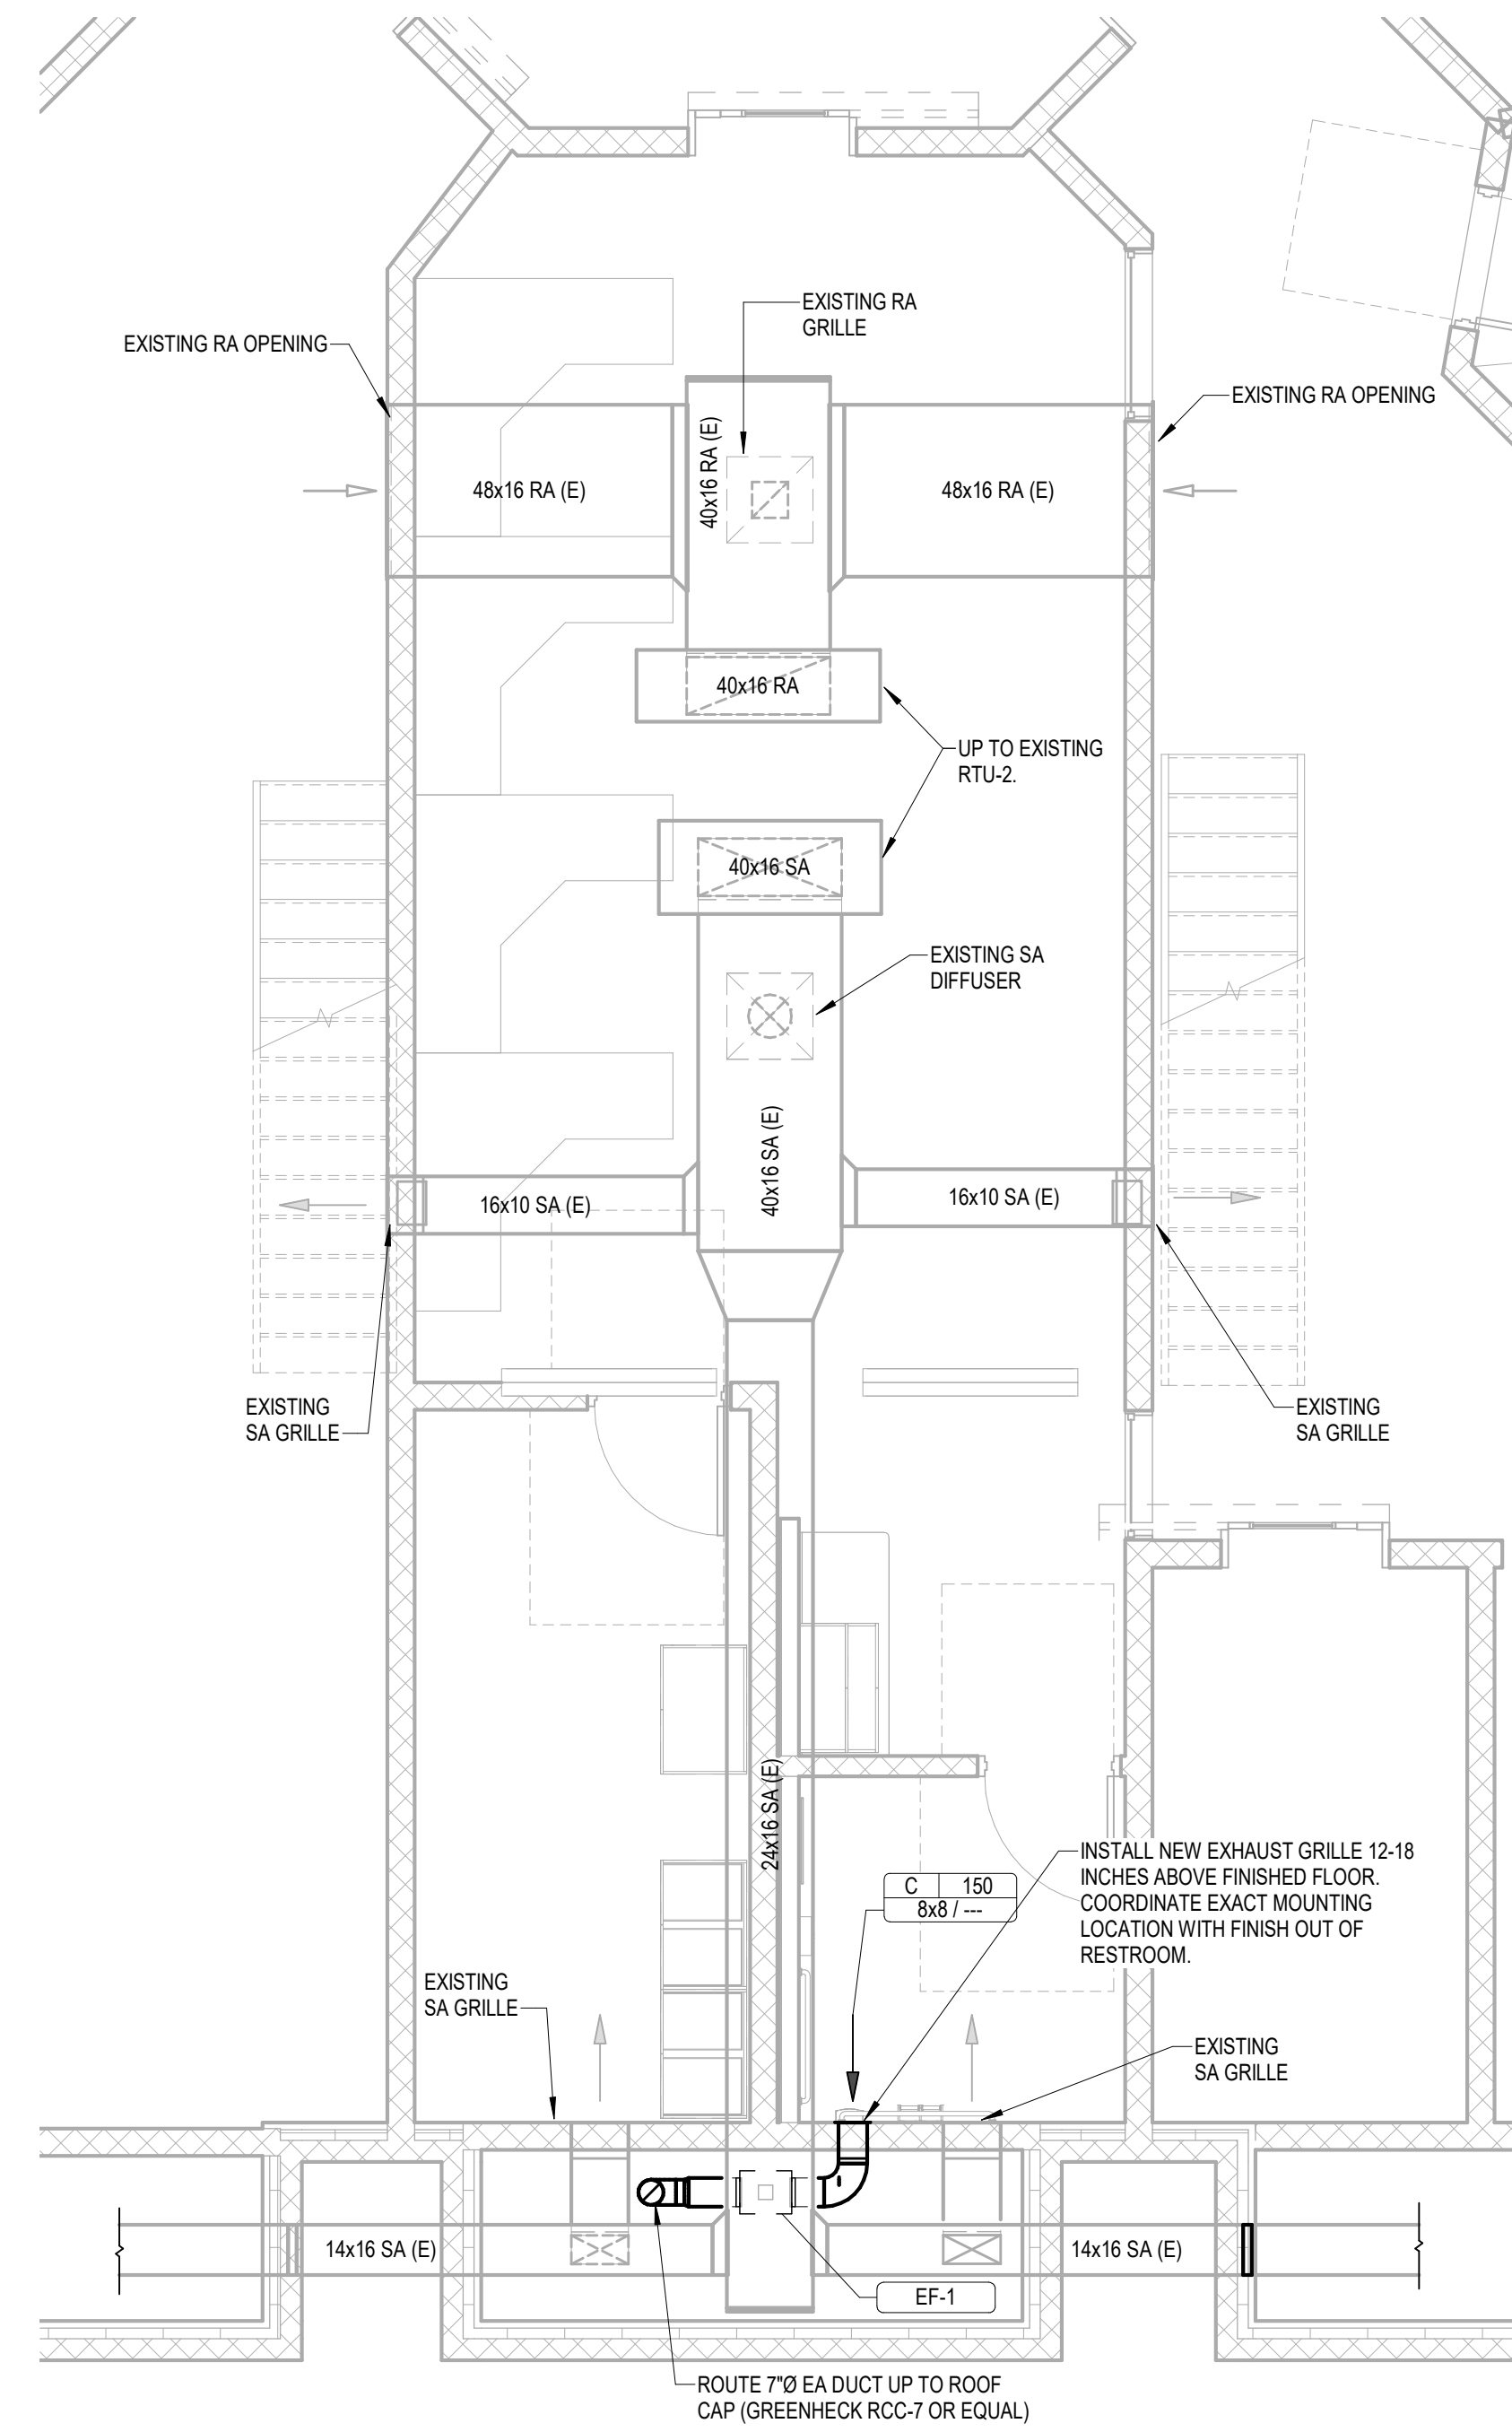 EXISTING RA
GRILLE
EXISTING RA OPENING
EXISTING RA OPENING
40x16 RA (E)
48x16 RA (E)
48x16 RA (E)
40x16 RA
UP TO EXISTING
RTU-2.
40x16 SA
EXISTING SA
DIFFUSER
40x16 SA (E)
16x10 SA (E)
16x10 SA (E)
EXISTING
SA GRILLE
EXISTING
SA GRILLE
24x16 SA (E)
INSTALL NEW EXHAUST GRILLE 12-18
INCHES ABOVE FINISHED FLOOR.
COORDINATE EXACT MOUNTING
LOCATION WITH FINISH OUT OF
RESTROOM.
C 150
8x8 / ---
EXISTING
SA GRILLE
EXISTING
SA GRILLE
14x16 SA (E)
14x16 SA (E)
EF-1
ROUTE 7"Ø EA DUCT UP TO ROOF
CAP (GREENHECK RCC-7 OR EQUAL)